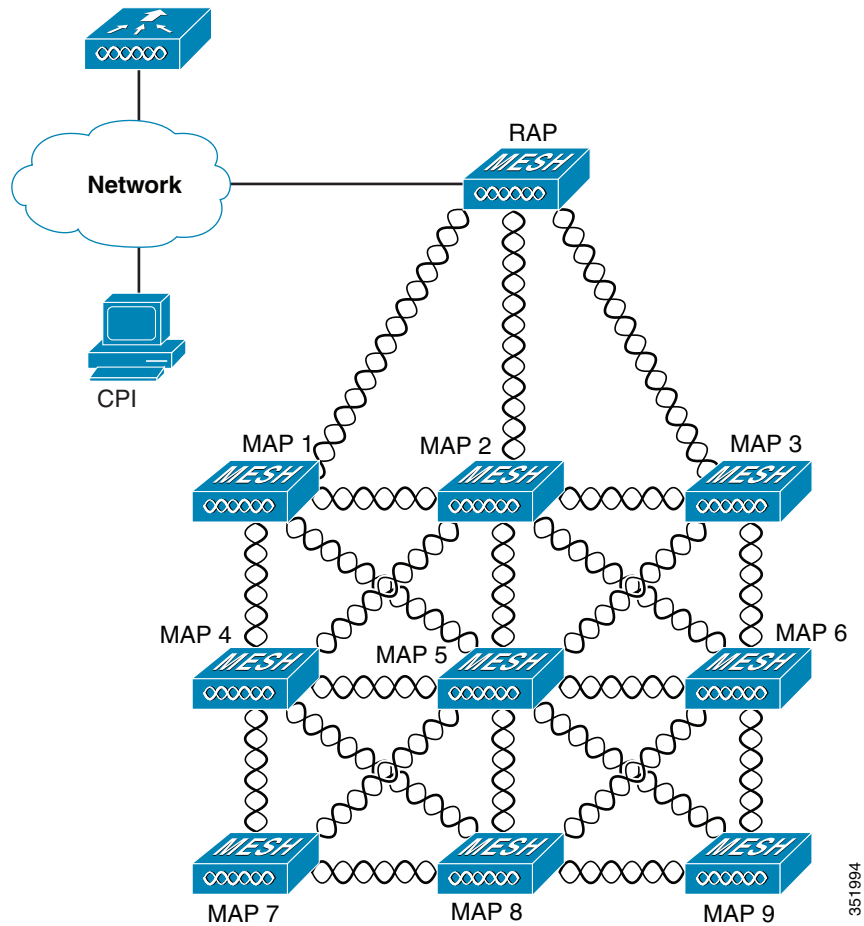 RAP
MESH
Network
CPI
MAP 1
MAP 2
MAP 3
MESH
MESH
MESH
MAP 4
MAP 5
MAP 6
MESH
MESH
MESH
MESH
MESH
MESH
MAP 7
MAP 8
MAP 9
351994